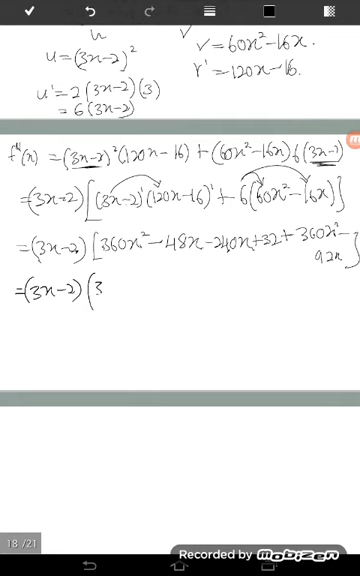 u
u = (3x-2)²
u' = 2(3x-2)(3)
= 6(3x-2)
v = 60x²-16x.
v' = 120x-16.
f''(x) = (3x-2)²(120x-16) + (60x²-16x)6(3x-2)
= (3x-2)[(3x-2)'(120x-16)' + 6(60x²-16x)]
= (3x-2)[360x²-48x-240x+32+360x²-
92x]
= (3x-2)(3
18 /21
Recorded by Mobizen